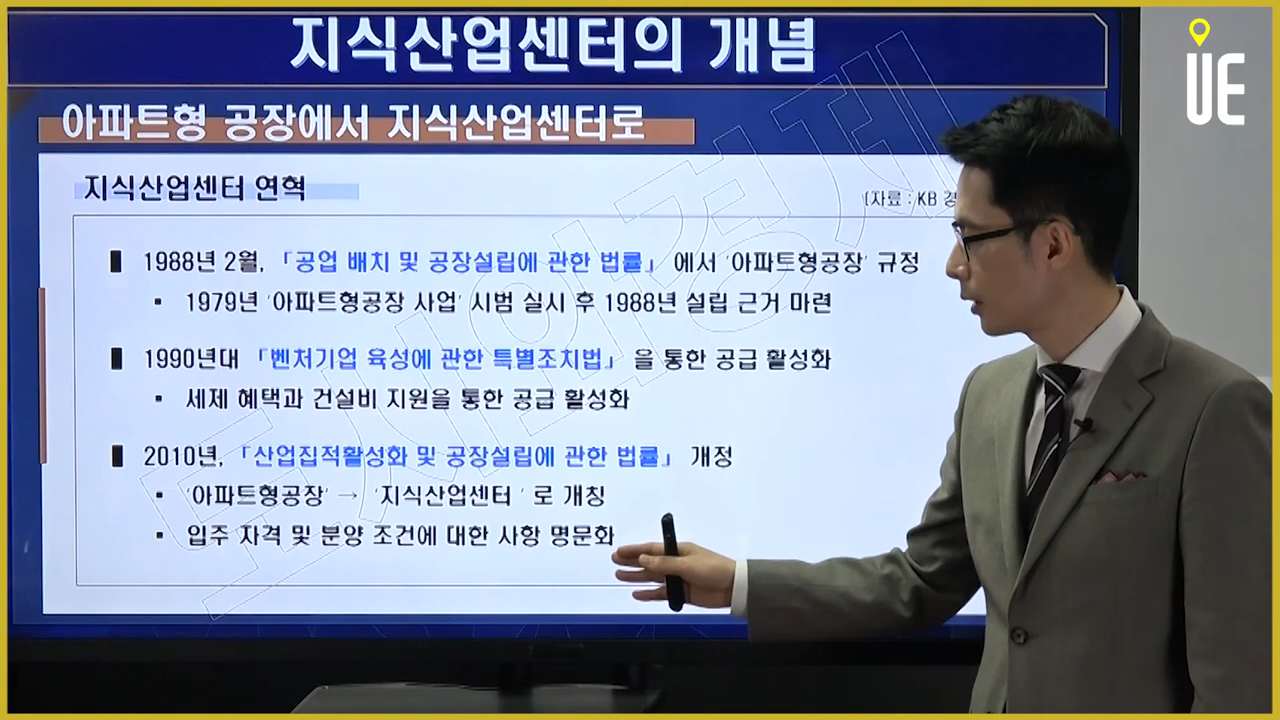 지식산업센터의 개념
UE
아파트형 공장에서 지식산업센터로
지식산업센터 연혁
[자료 : KB 경
1988년 2월, 「공업 배치 및 공장설립에 관한 법률」 에서 '아파트형공장' 규정
1979년 '아파트형공장 사업' 시범 실시 후 1988년 설립 근거 마련
1990년대 「벤처기업 육성에 관한 특별조치법」 을 통한 공급 활성화
세제 혜택과 건설비 지원을 통한 공급 활성화
2010년, 「산업집적활성화 및 공장설립에 관한 법률」 개정
'아파트형공장' → '지식산업센터 ' 로 개칭
입주 자격 및 분양 조건에 대한 사항 명문화
도시와경제